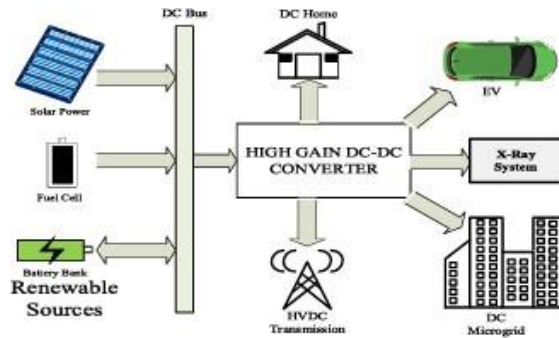 DC Bus
DC Home
Solar Power
EV
HIGH GAIN DC-DC
CONVERTER
X-Ray
System
Fuel Cell
Battery Bank
Renewable
Sources
HVDC
Transmission
DC
Microgrid